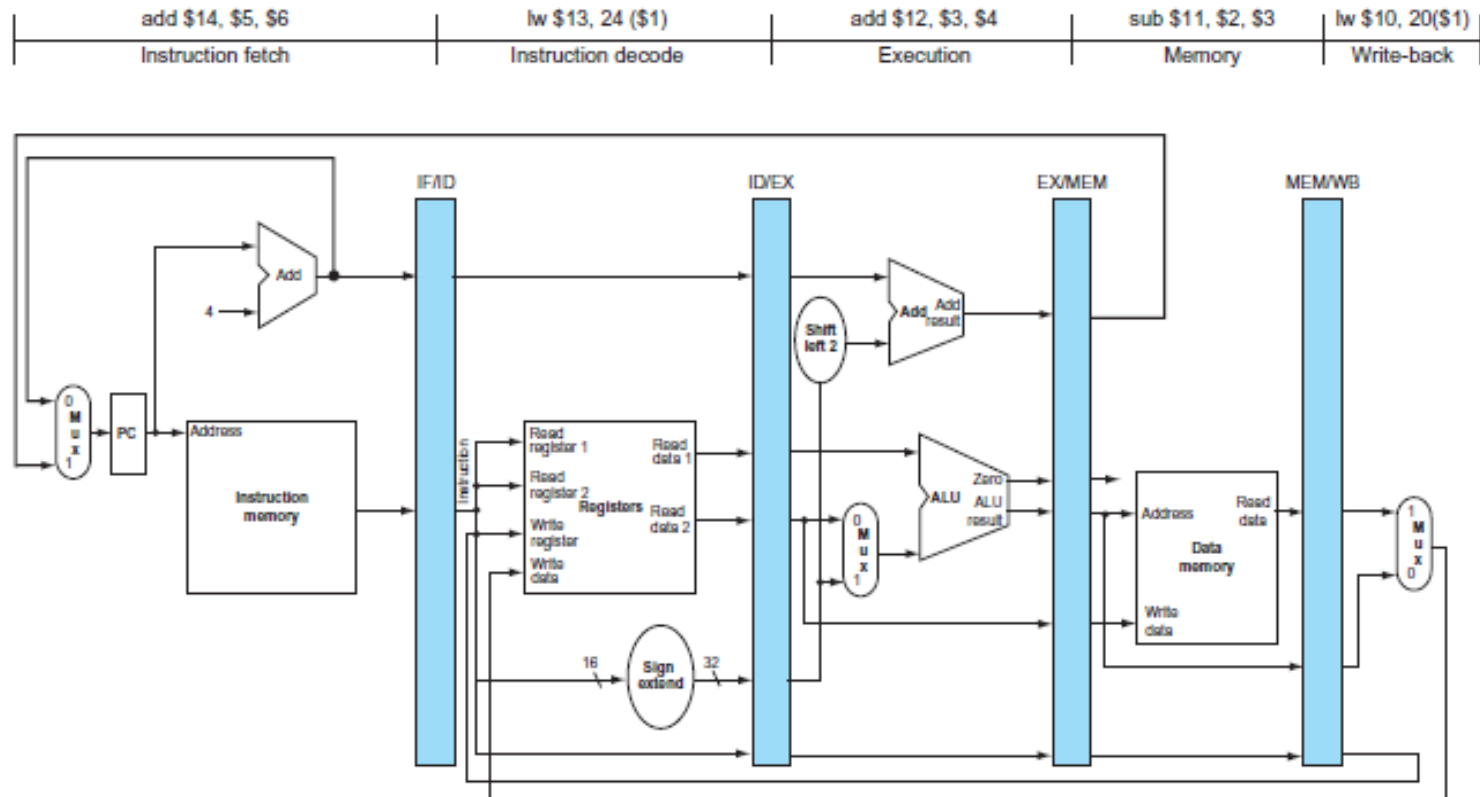 add $14, $5, $6
lw $13, 24 ($1)
add $12, $3, $4
sub $11, $2, $3
lw $10, 20($1)
Instruction fetch
Instruction decode
Execution
Memory
Write-back
IF/ID
ID/EX
EX/MEM
MEM/WB
Add
4
Add
Add
result
Shift
left 2
0
M
u
x
1
PC
Address
Instruction
memory
Instruction
Read
register 1
Read
register 2
Write
register
Write
data
Registers
Read
data 1
Read
data 2
16
Sign
extend
32
0
M
u
x
1
ALU
Zero
ALU
result
Address
Read
data
Data
memory
Write
data
1
M
u
x
0